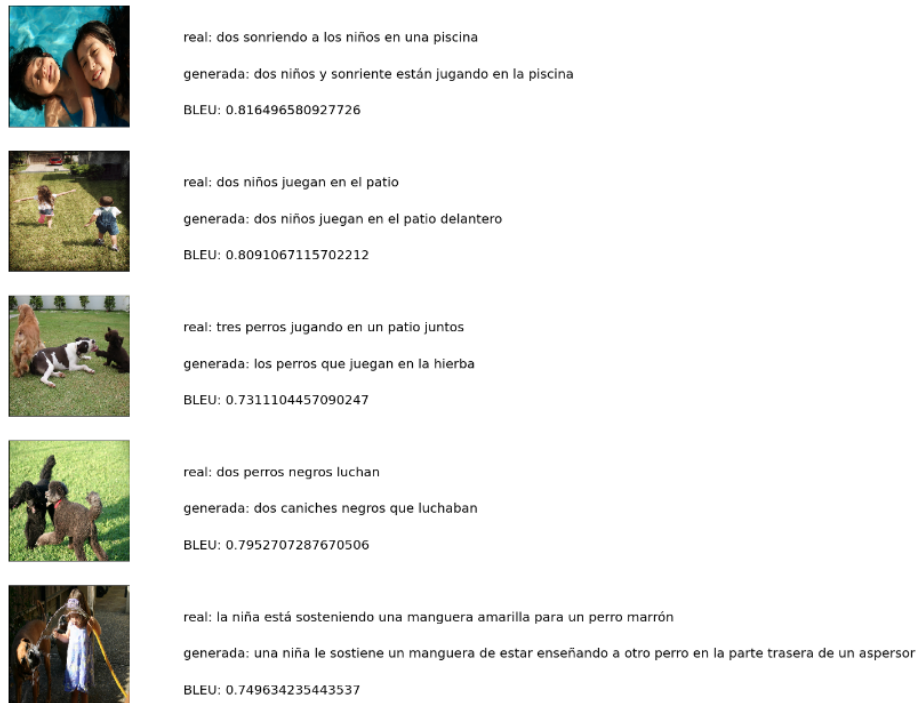 real: dos sonriendo a los niños en una piscina
generada: dos niños y sonriente están jugando en la piscina
BLEU: 0.816496580927726
real: dos niños juegan en el patio
generada: dos niños juegan en el patio delantero
BLEU: 0.8091067115702212
real: tres perros jugando en un patio juntos
generada: los perros que juegan en la hierba
BLEU: 0.7311104457090247
real: dos perros negros luchan
generada: dos caniches negros que luchaban
BLEU: 0.7952707287670506
real: la niña está sosteniendo una manguera amarilla para un perro marrón
generada: una niña le sostiene un manguera de estar enseñando a otro perro en la parte trasera de un aspersor
BLEU: 0.749634235443537